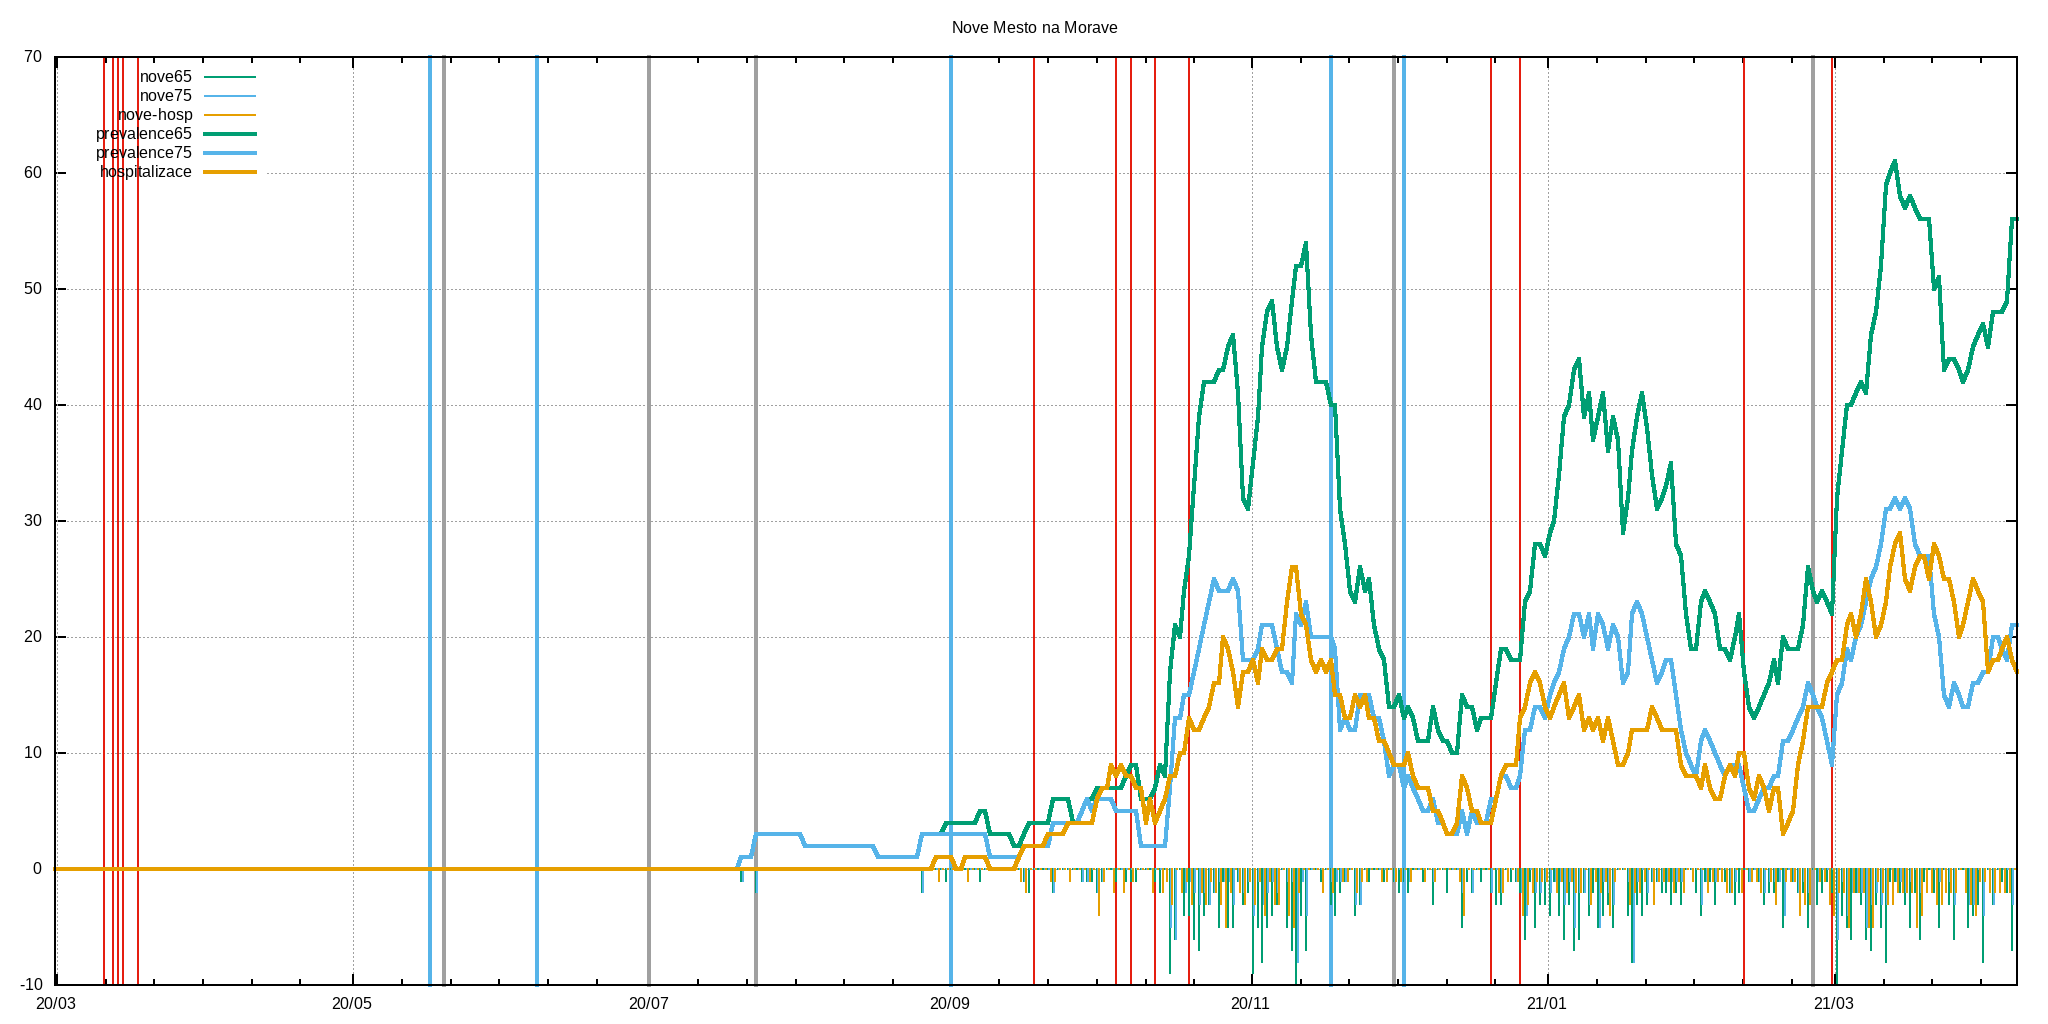 Nove Mesto na Morave
70
60
50
40
30
20
10
0
-10
nove65
nove75
nove-hosp
prevalence65
prevalence75
hospitalizace
20/03 20/05 20/07 20/09 20/11 21/01 21/03